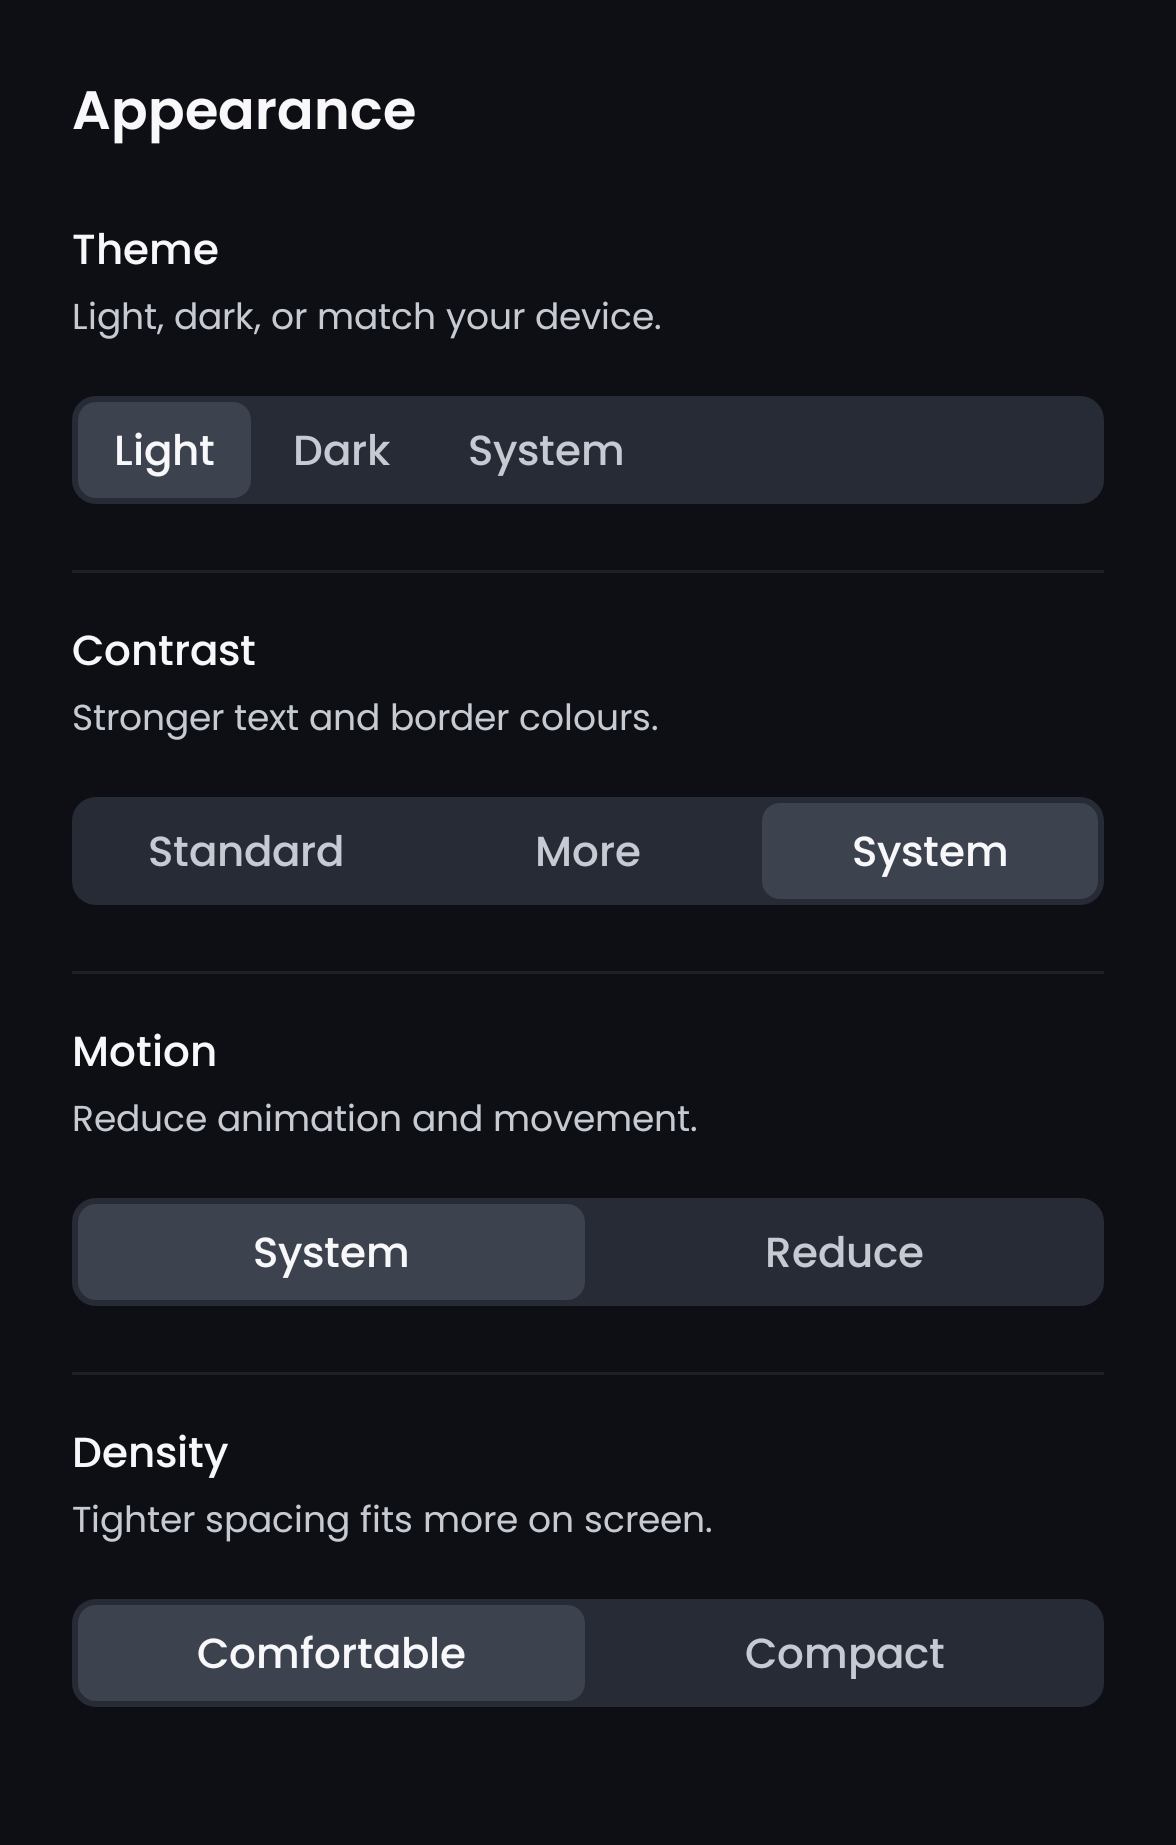 Appearance
Theme
Light, dark, or match your device.
Light Dark System
Contrast
Stronger text and border colours.
Standard More System
Motion
Reduce animation and movement.
System Reduce
Density
Tighter spacing fits more on screen.
Comfortable Compact